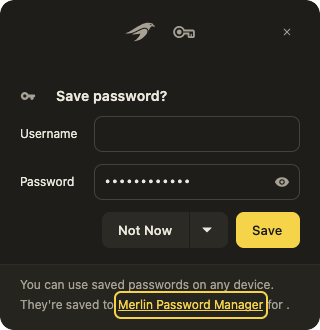 Save password?
Username
Password
••••••••••••
Not Now
Save
You can use saved passwords on any device.
They're saved to Merlin Password Manager for .